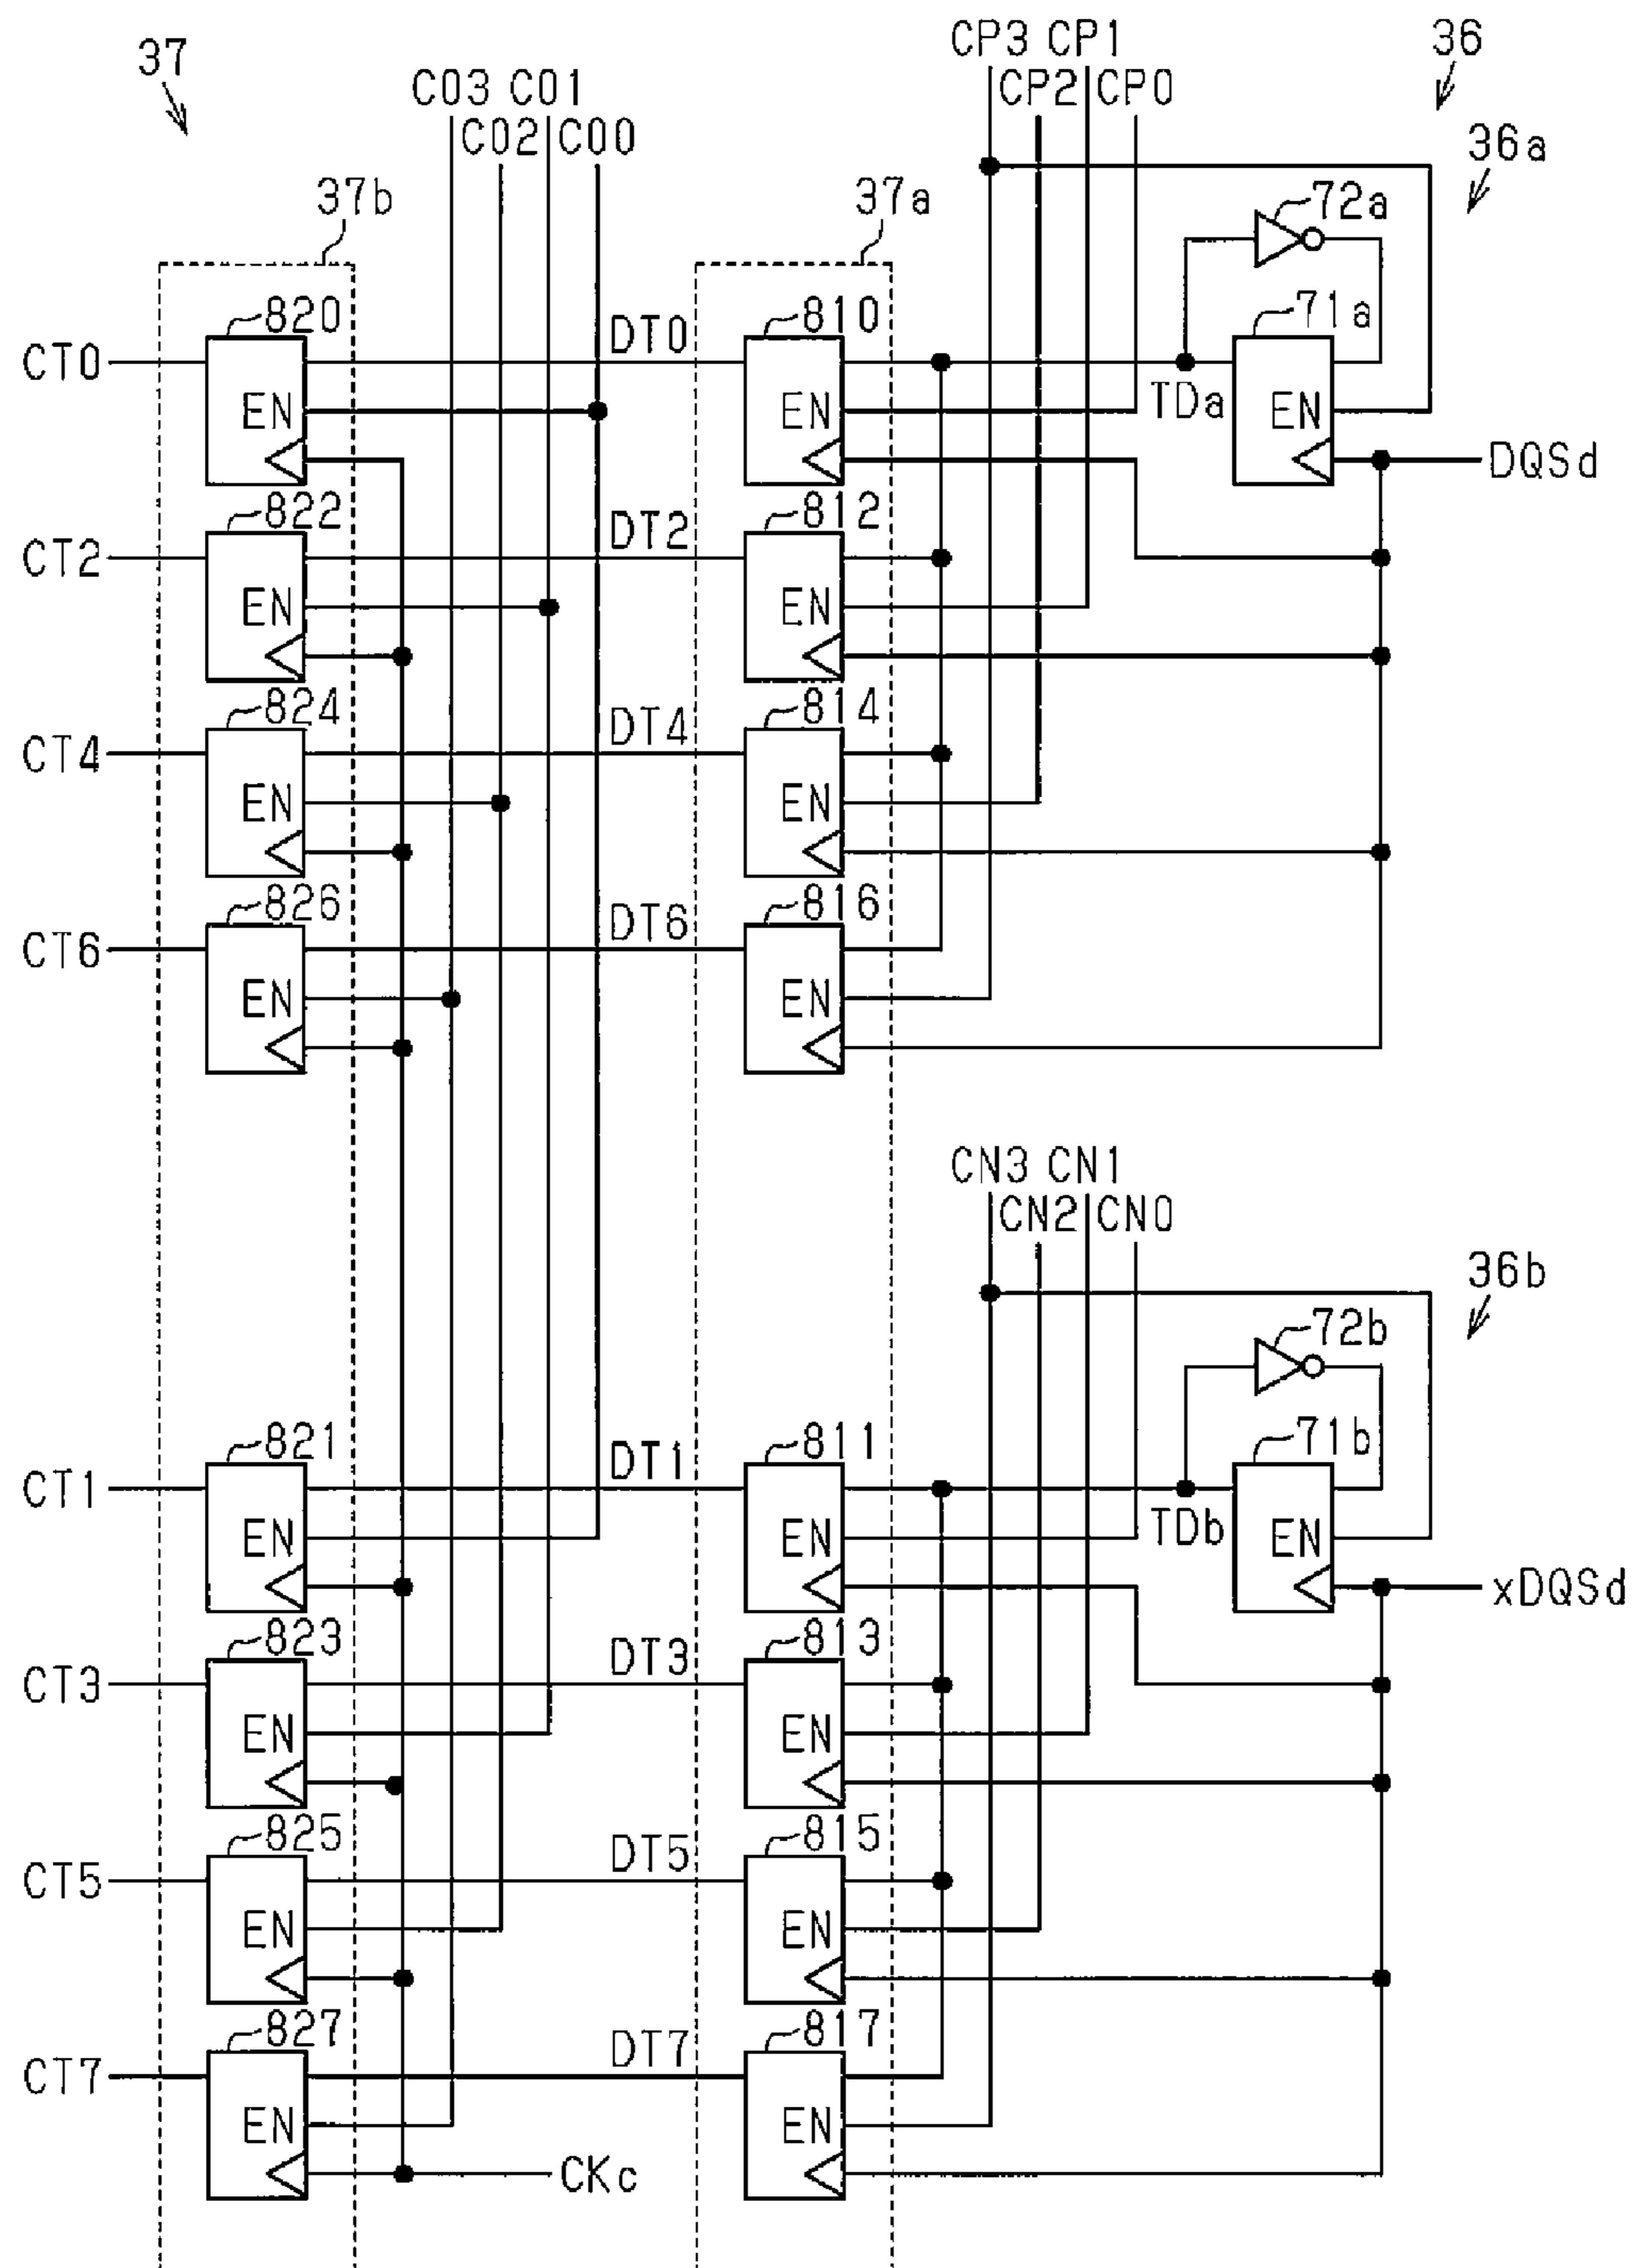 CP3 CP1
37
36
C03 C01
CP2 CP0
C02 C00
36a
37b
37a
72a
820
DT0
810
71a
CT0
TDa
EN
EN
EN
DQSd
822
DT2
812
CT2
EN
EN
824
DT4
814
CT4
EN
EN
826
DT6
816
CT6
EN
EN
CN3 CN1
CN2 CN0
36b
72b
821
DT1
811
71b
CT1
TDb
EN
EN
EN
xDQSd
823
DT3
813
CT3
EN
EN
825
DT5
815
CT5
EN
EN
827
DT7
817
CT7
EN
EN
CKc